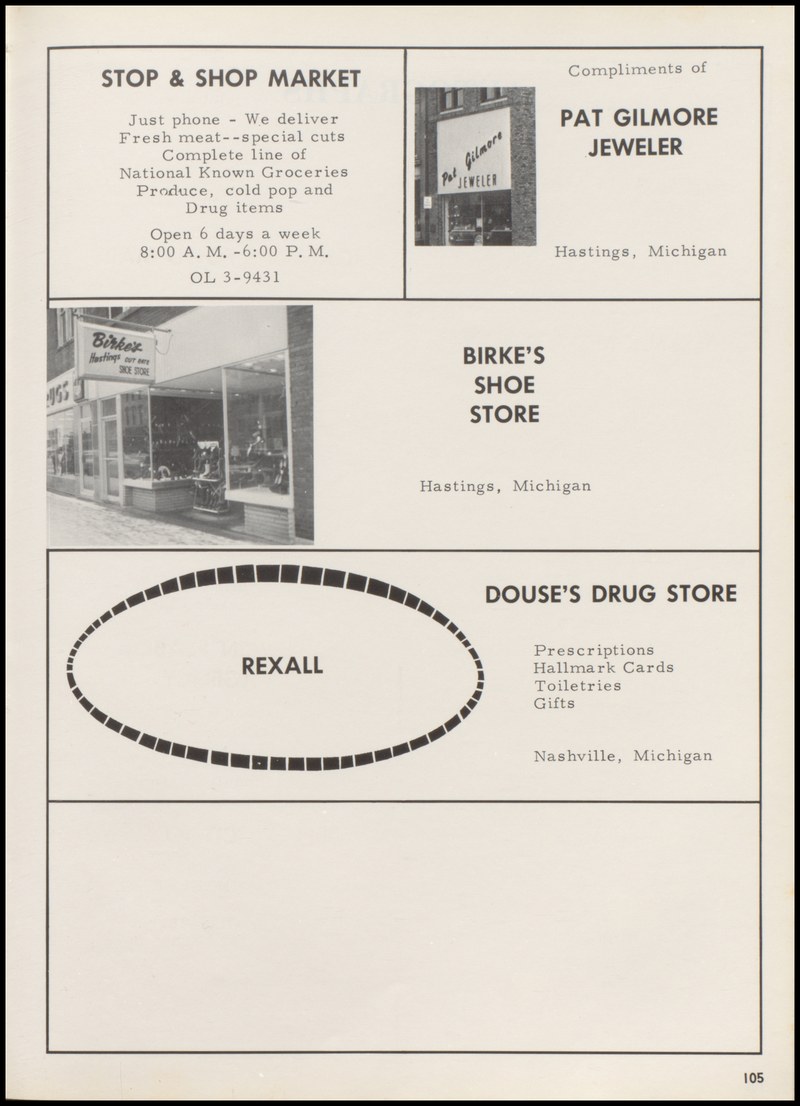 STOP & SHOP MARKET
Just phone - We deliver
Fresh meat--special cuts
Complete line of
National Known Groceries
Produce, cold pop and
Drug items
Open 6 days a week
8:00 A. M. -6:00 P. M.
OL 3-9431
Compliments of
PAT GILMORE
JEWELER
Pat Gilmore
JEWELER
Hastings, Michigan
Birke's
Hastings CUT RATE
SHOE STORE
UGS
BIRKE'S
SHOE
STORE
Hastings, Michigan
REXALL
DOUSE'S DRUG STORE
Prescriptions
Hallmark Cards
Toiletries
Gifts
Nashville, Michigan
105